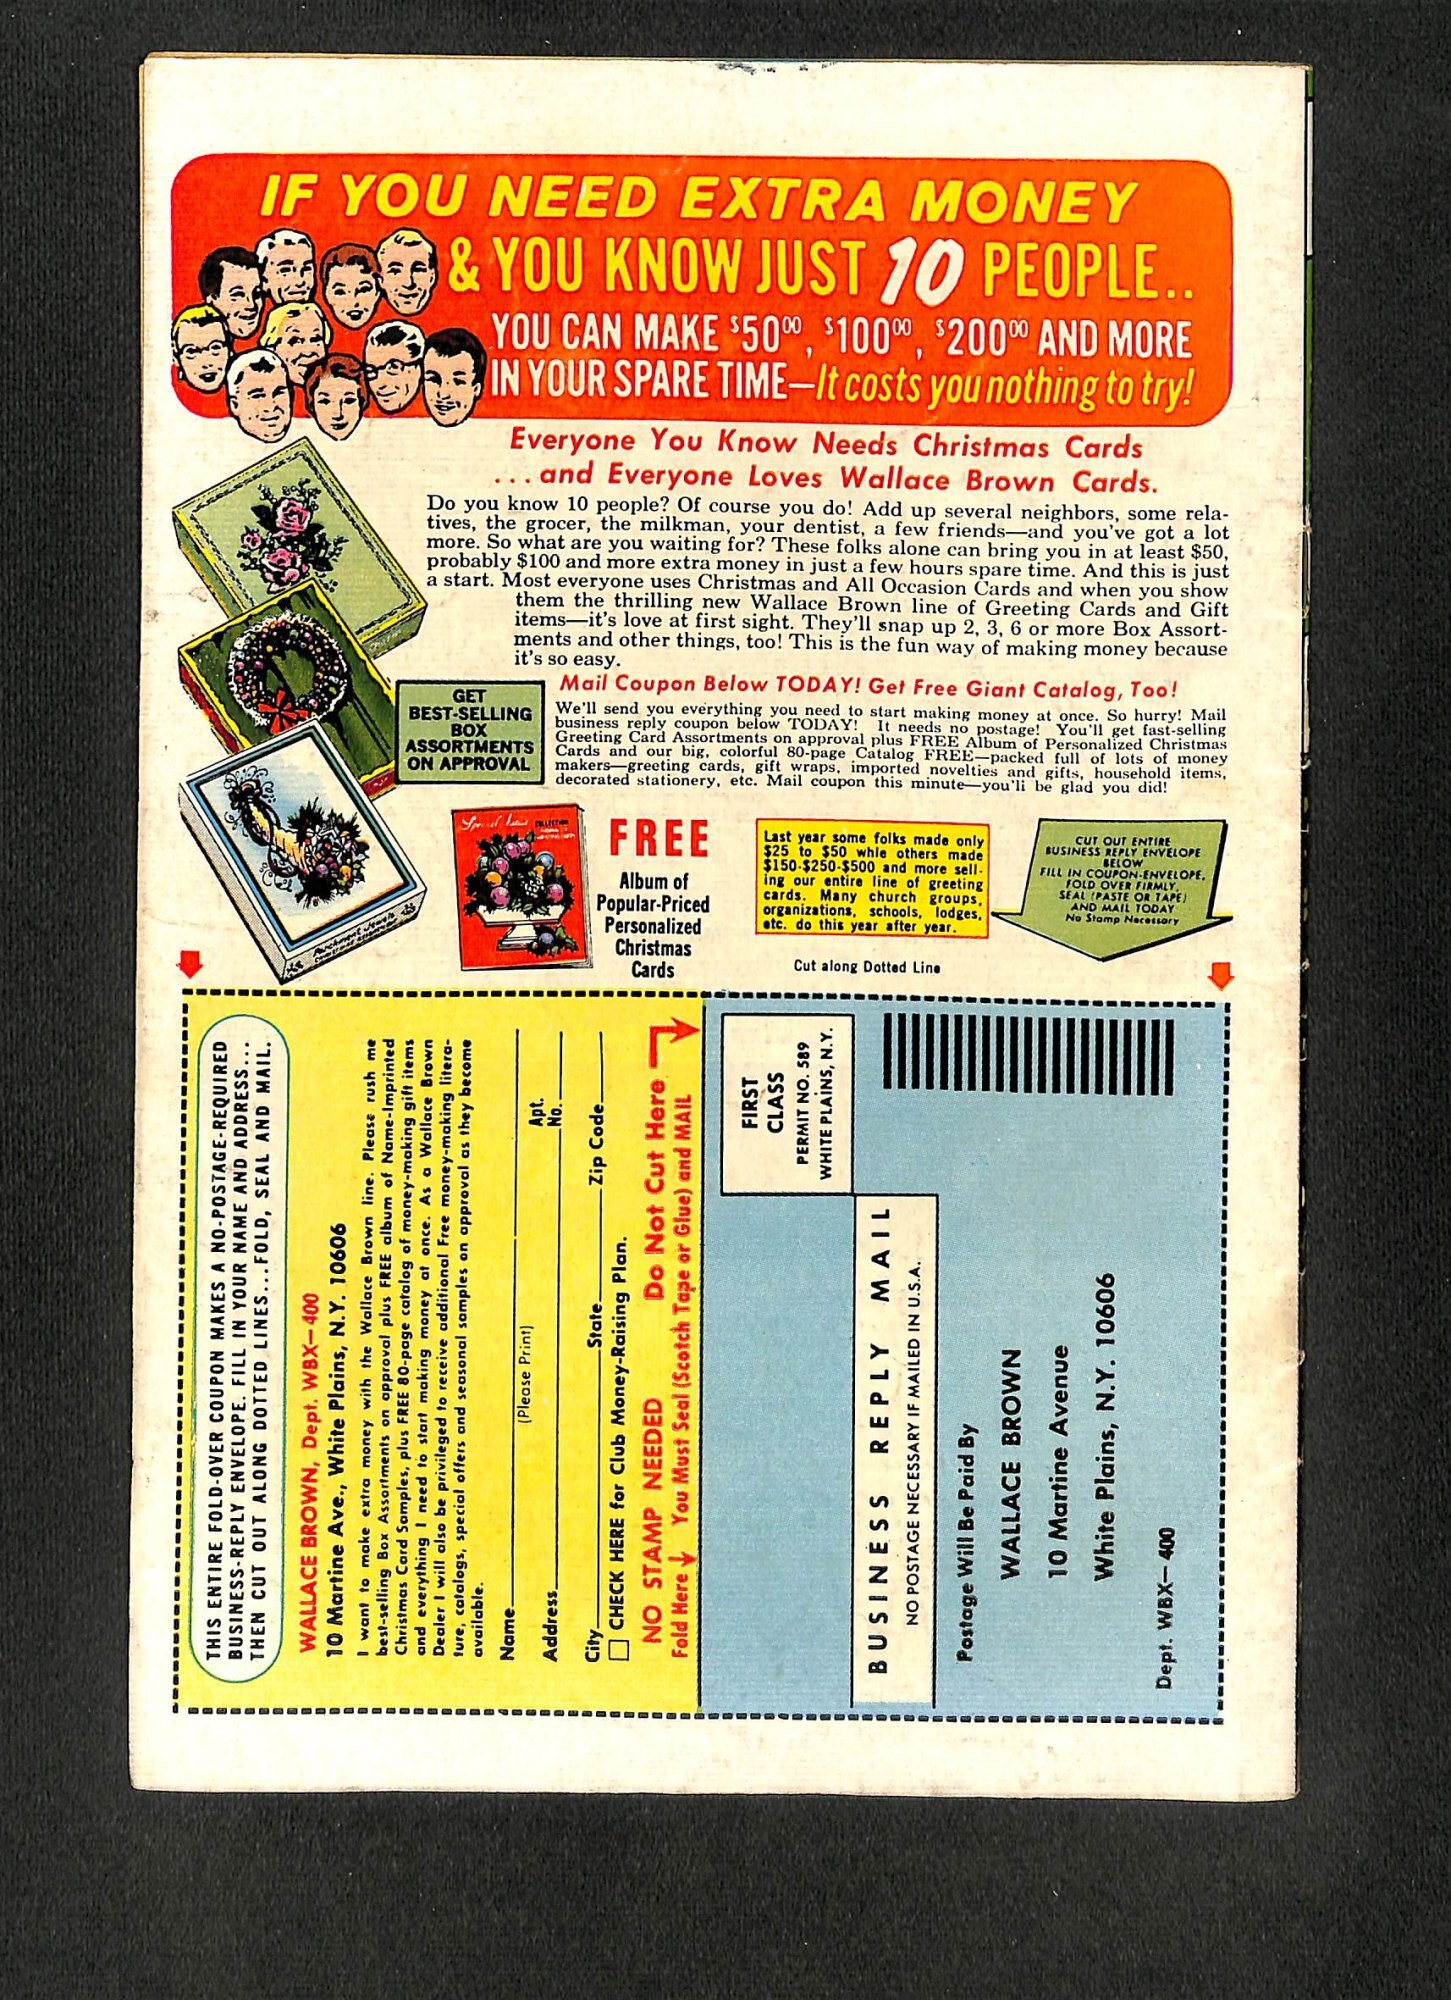 IF YOU NEED EXTRA MONEY
& YOU KNOW JUST 10 PEOPLE..
YOU CAN MAKE $50⁰⁰, $100⁰⁰, $200⁰⁰ AND MORE
IN YOUR SPARE TIME—It costs you nothing to try!
Everyone You Know Needs Christmas Cards
...and Everyone Loves Wallace Brown Cards.
Do you know 10 people? Of course you do! Add up several neighbors, some rela-
tives, the grocer, the milkman, your dentist, a few friends—and you've got a lot
more. So what are you waiting for? These folks alone can bring you in at least $50,
probably $100 and more extra money in just a few hours spare time. And this is just
a start. Most everyone uses Christmas and All Occasion Cards and when you show
them the thrilling new Wallace Brown line of Greeting Cards and Gift
items—it's love at first sight. They'll snap up 2, 3, 6 or more Box Assort-
ments and other things, too! This is the fun way of making money because
it's so easy.
GET
BEST-SELLING
BOX
ASSORTMENTS
ON APPROVAL
Mail Coupon Below TODAY! Get Free Giant Catalog, Too!
We'll send you everything you need to start making money at once. So hurry! Mail
business reply coupon below TODAY! It needs no postage! You'll get fast-selling
Greeting Card Assortments on approval plus FREE Album of Personalized Christmas
Cards and our big, colorful 80-page Catalog FREE—packed full of lots of money
makers—greeting cards, gift wraps, imported novelties and gifts, household items,
decorated stationery, etc. Mail coupon this minute—you'll be glad you did!
Parchment Jewels
COLLECTION
FREE
Album of
Popular-Priced
Personalized
Christmas
Cards
Last year some folks made only
$25 to $50 while others made
$150-$250-$500 and more sell-
ing our entire line of greeting
cards. Many church groups,
organizations, schools, lodges,
etc. do this year after year.
CUT OUT ENTIRE
BUSINESS REPLY ENVELOPE
BELOW
FILL IN COUPON-ENVELOPE,
FOLD OVER FIRMLY,
SEAL (PASTE OR TAPE)
AND MAIL TODAY
No Stamp Necessary
Cut along Dotted Line
THIS ENTIRE FOLD-OVER COUPON MAKES A NO-POSTAGE-REQUIRED
BUSINESS-REPLY ENVELOPE. FILL IN YOUR NAME AND ADDRESS...
THEN CUT OUT ALONG DOTTED LINES...FOLD, SEAL AND MAIL.
WALLACE BROWN, Dept. WBX—400
10 Martine Ave., White Plains, N.Y. 10606
I want to make extra money with the Wallace Brown line. Please rush me
best-selling Box Assortments on approval plus FREE album of Name-Imprinted
Christmas Card Samples, plus FREE 80-page catalog of money-making gift items
and everything I need to start making money at once. As a Wallace Brown
Dealer I will also be privileged to receive additional Free money-making litera-
ture, catalogs, special offers and seasonal samples on approval as they become
available.
Name
(Please Print)
Address Apt. No.
City State Zip Code
CHECK HERE for Club Money-Raising Plan.
NO STAMP NEEDED Do Not Cut Here
Fold Here You Must Seal (Scotch Tape or Glue) and MAIL
FIRST
CLASS
PERMIT NO. 589
WHITE PLAINS, N.Y.
BUSINESS REPLY MAIL
NO POSTAGE NECESSARY IF MAILED IN U.S.A.
Postage Will Be Paid By
WALLACE BROWN
10 Martine Avenue
White Plains, N.Y. 10606
Dept. WBX—400